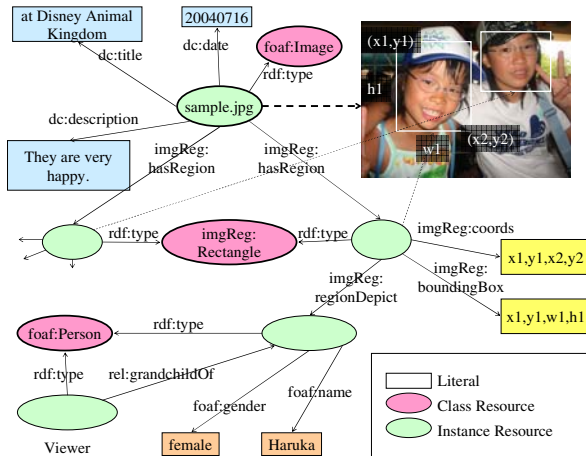 at Disney Animal
Kingdom
20040716
dc:title
dc:date
foaf:Image
rdf:type
sample.jpg
dc:description
They are very
happy.
imgReg:
hasRegion
imgReg:
hasRegion
(x1,y1)
h1
w1
(x2,y2)
rdf:type
imgReg:
Rectangle
rdf:type
imgReg:coords
x1,y1,x2,y2
imgReg:
boundingBox
x1,y1,w1,h1
imgReg:
regionDepict
foaf:Person
rdf:type
rdf:type
rel:grandchildOf
foaf:gender
foaf:name
Viewer
female
Haruka
Literal
Class Resource
Instance Resource